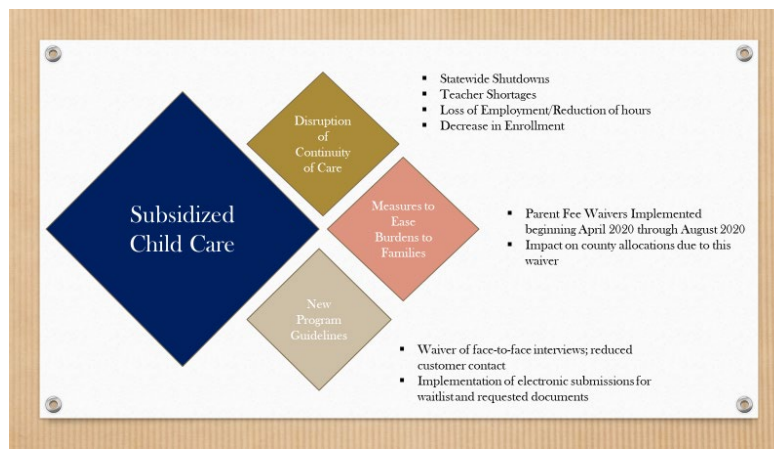 Subsidized
Child Care
Disruption
of
Continuity
of Care
▪ Statewide Shutdowns
▪ Teacher Shortages
▪ Loss of Employment/Reduction of hours
▪ Decrease in Enrollment
Measures to
Ease
Burdens to
Families
▪ Parent Fee Waivers Implemented
beginning April 2020 through August 2020
▪ Impact on county allocations due to this
waiver
New
Program
Guidelines
▪ Waiver of face-to-face interviews; reduced
customer contact
▪ Implementation of electronic submissions for
waitlist and requested documents